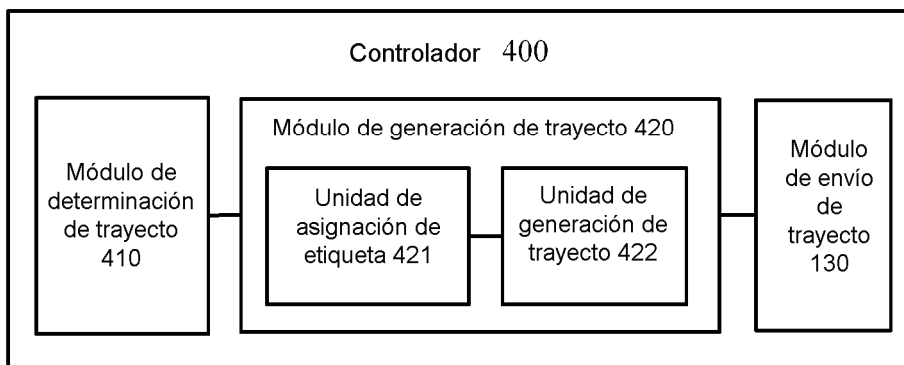 Controlador 400
Módulo de
determinación
de trayecto
410
Módulo de generación de trayecto 420
Unidad de
asignación de
etiqueta 421
Unidad de
generación de
trayecto 422
Módulo
de envío
de
trayecto
130